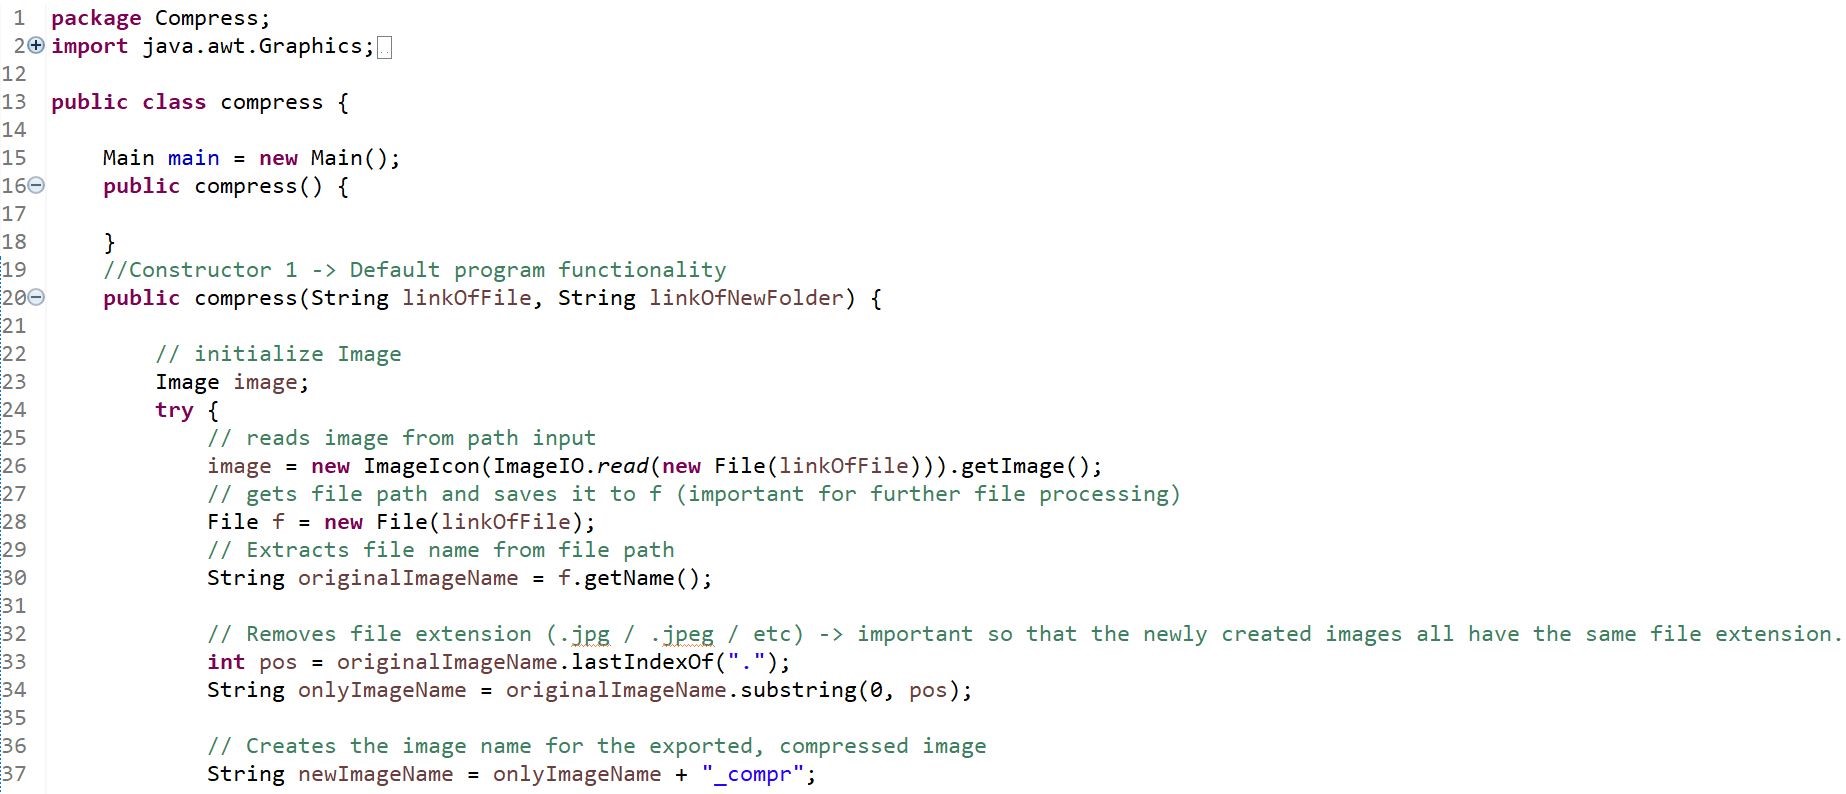 1 package Compress;
2 import java.awt.Graphics;
12
13 public class compress {
14
15     Main main = new Main();
16     public compress() {
17
18     }
19     //Constructor 1 -> Default program functionality
20     public compress(String linkOfFile, String linkOfNewFolder) {
21
22         // initialize Image
23         Image image;
24         try {
25             // reads image from path input
26             image = new ImageIcon(ImageIO.read(new File(linkOfFile))).getImage();
27             // gets file path and saves it to f (important for further file processing)
28             File f = new File(linkOfFile);
29             // Extracts file name from file path
30             String originalImageName = f.getName();
31
32             // Removes file extension (.jpg / .jpeg / etc) -> important so that the newly created images all have the same file extension.
33             int pos = originalImageName.lastIndexOf(".");
34             String onlyImageName = originalImageName.substring(0, pos);
35
36             // Creates the image name for the exported, compressed image
37             String newImageName = onlyImageName + "_compr";